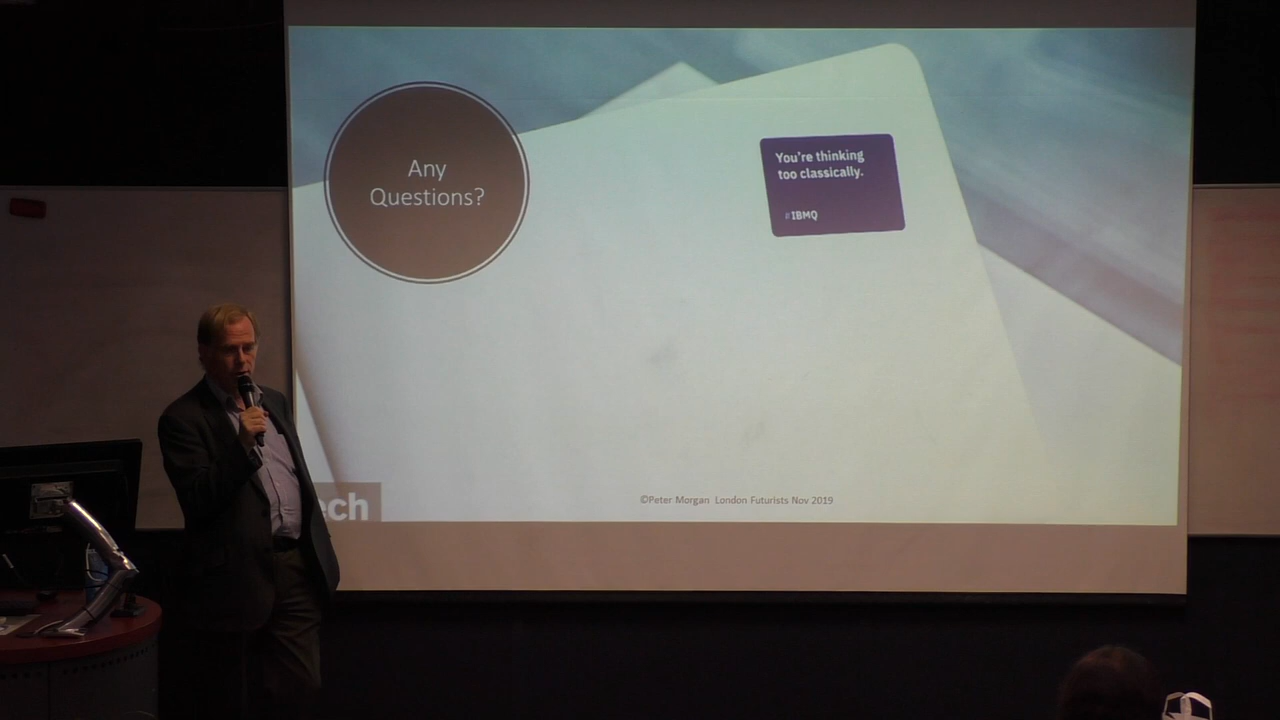 Any
Questions?
You're thinking
too classically.
#IBMQ
©Peter Morgan London Futurists Nov 2019
ech